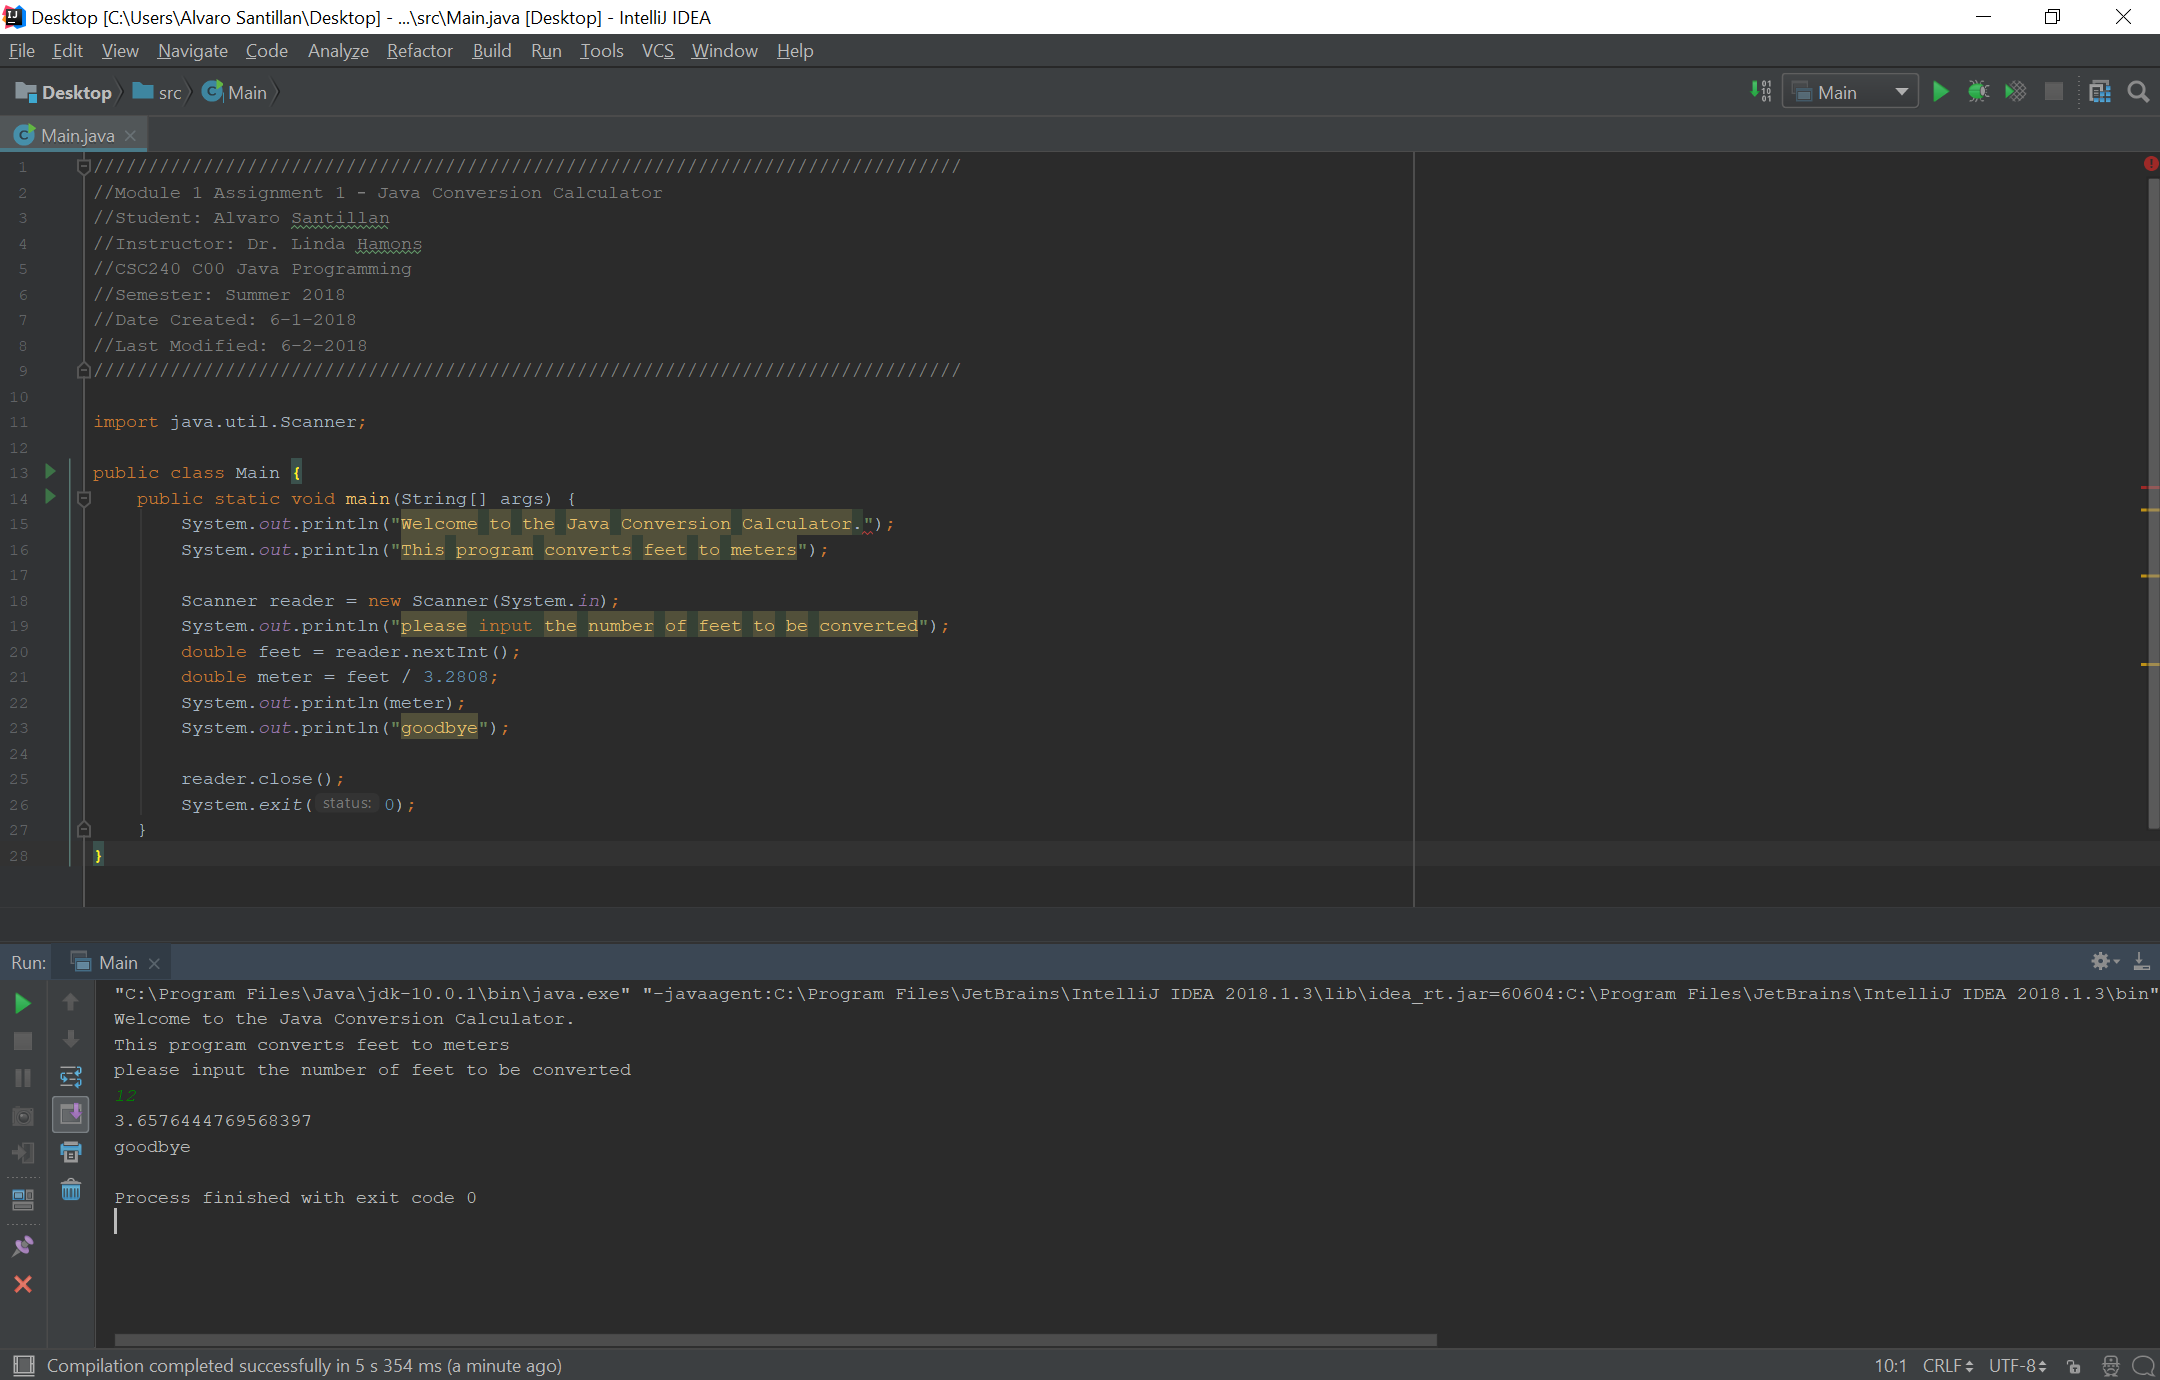 Desktop [C:\Users\Alvaro Santillan\Desktop] - ...\src\Main.java [Desktop] - IntelliJ IDEA
File Edit View Navigate Code Analyze Refactor Build Run Tools VCS Window Help
Desktop src Main Main
Main.java
1 ///////////////////////////////////////////////////////////////////////////////
2 //Module 1 Assignment 1 - Java Conversion Calculator
3 //Student: Alvaro Santillan
4 //Instructor: Dr. Linda Hamons
5 //CSC240 C00 Java Programming
6 //Semester: Summer 2018
7 //Date Created: 6-1-2018
8 //Last Modified: 6-2-2018
9 ///////////////////////////////////////////////////////////////////////////////
10
11 import java.util.Scanner;
12
13 public class Main {
14     public static void main(String[] args) {
15         System.out.println("Welcome to the Java Conversion Calculator.");
16         System.out.println("This program converts feet to meters");
17
18         Scanner reader = new Scanner(System.in);
19         System.out.println("please input the number of feet to be converted");
20         double feet = reader.nextInt();
21         double meter = feet / 3.2808;
22         System.out.println(meter);
23         System.out.println("goodbye");
24
25         reader.close();
26         System.exit( status: 0);
27     }
28 }
Run: Main
"C:\Program Files\Java\jdk-10.0.1\bin\java.exe" "-javaagent:C:\Program Files\JetBrains\IntelliJ IDEA 2018.1.3\lib\idea_rt.jar=60604:C:\Program Files\JetBrains\IntelliJ IDEA 2018.1.3\bin"
Welcome to the Java Conversion Calculator.
This program converts feet to meters
please input the number of feet to be converted
12
3.6576444769568397
goodbye
Process finished with exit code 0
Compilation completed successfully in 5 s 354 ms (a minute ago) 10:1 CRLF UTF-8